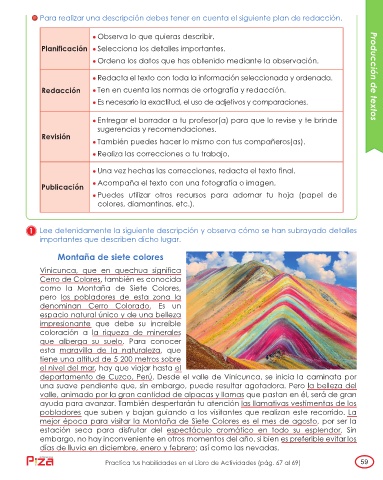 Para realizar una descripción debes tener en cuenta el siguiente plan de redacción.
Planificación
• Observa lo que quieras describir.
• Selecciona los detalles importantes.
• Ordena los datos que has obtenido mediante la observación.
Redacción
• Redacta el texto con toda la información seleccionada y ordenada.
• Ten en cuenta las normas de ortografía y redacción.
• Es necesario la exactitud, el uso de adjetivos y comparaciones.
Revisión
• Entregar el borrador a tu profesor(a) para que lo revise y te brinde
sugerencias y recomendaciones.
• También puedes hacer lo mismo con tus compañeros(as).
• Realiza las correcciones a tu trabajo.
Publicación
• Una vez hechas las correcciones, redacta el texto final.
• Acompaña el texto con una fotografía o imagen.
• Puedes utilizar otros recursos para adornar tu hoja (papel de
colores, diamantinas, etc.).
Producción de textos
1 Lee detenidamente la siguiente descripción y observa cómo se han subrayado detalles
importantes que describen dicho lugar.
Montaña de siete colores
Vinicunca, que en quechua significa
Cerro de Colores, también es conocida
como la Montaña de Siete Colores,
pero los pobladores de esta zona la
denominan Cerro Colorado. Es un
espacio natural único y de una belleza
impresionante que debe su increíble
coloración a la riqueza de minerales
que alberga su suelo. Para conocer
esta maravilla de la naturaleza, que
tiene una altitud de 5 200 metros sobre
el nivel del mar, hay que viajar hasta el
departamento de Cuzco, Perú. Desde el valle de Vinicunca, se inicia la caminata por
una suave pendiente que, sin embargo, puede resultar agotadora. Pero la belleza del
valle, animado por la gran cantidad de alpacas y llamas que pastan en él, será de gran
ayuda para avanzar. También despertarán tu atención las llamativas vestimentas de los
pobladores que suben y bajan guiando a los visitantes que realizan este recorrido. La
mejor época para visitar la Montaña de Siete Colores es el mes de agosto, por ser la
estación seca para disfrutar del espectáculo cromático en todo su esplendor. Sin
embargo, no hay inconveniente en otros momentos del año, si bien es preferible evitar los
días de lluvia en diciembre, enero y febrero; así como las nevadas.
Practica tus habilidades en el Libro de Actividades (pág. 67 al 69)
59